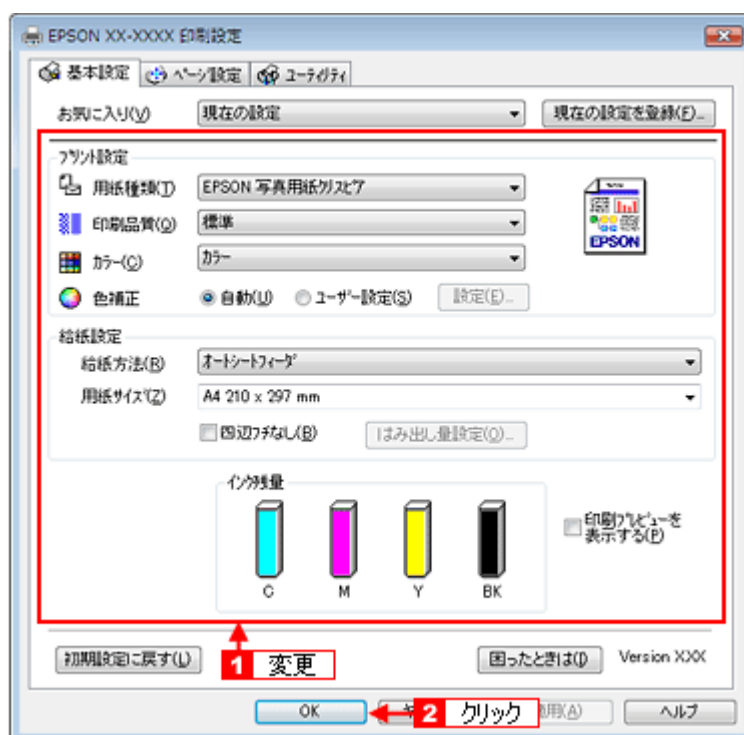 EPSON XX-XXXX 印刷設定
基本設定 ページ設定 ユーティリティ
お気に入り(V) 現在の設定 現在の設定を登録(F)...
プリント設定
用紙種類(T) EPSON 写真用紙クリスピア
印刷品質(Q) 標準
カラー(C) カラー
色補正 自動(U) ユーザー設定(S) 設定(E)...
EPSON
給紙設定
給紙方法(R) オートシートフィーダ
用紙サイズ(Z) A4 210 x 297 mm
四辺フチなし(B) はみ出し量設定(O)...
インク残量
C M Y BK
印刷プレビューを
表示する(P)
1 変更
初期設定に戻す(L) 困ったときは(I) Version XXX
OK 2 クリック 用(A) ヘルプ